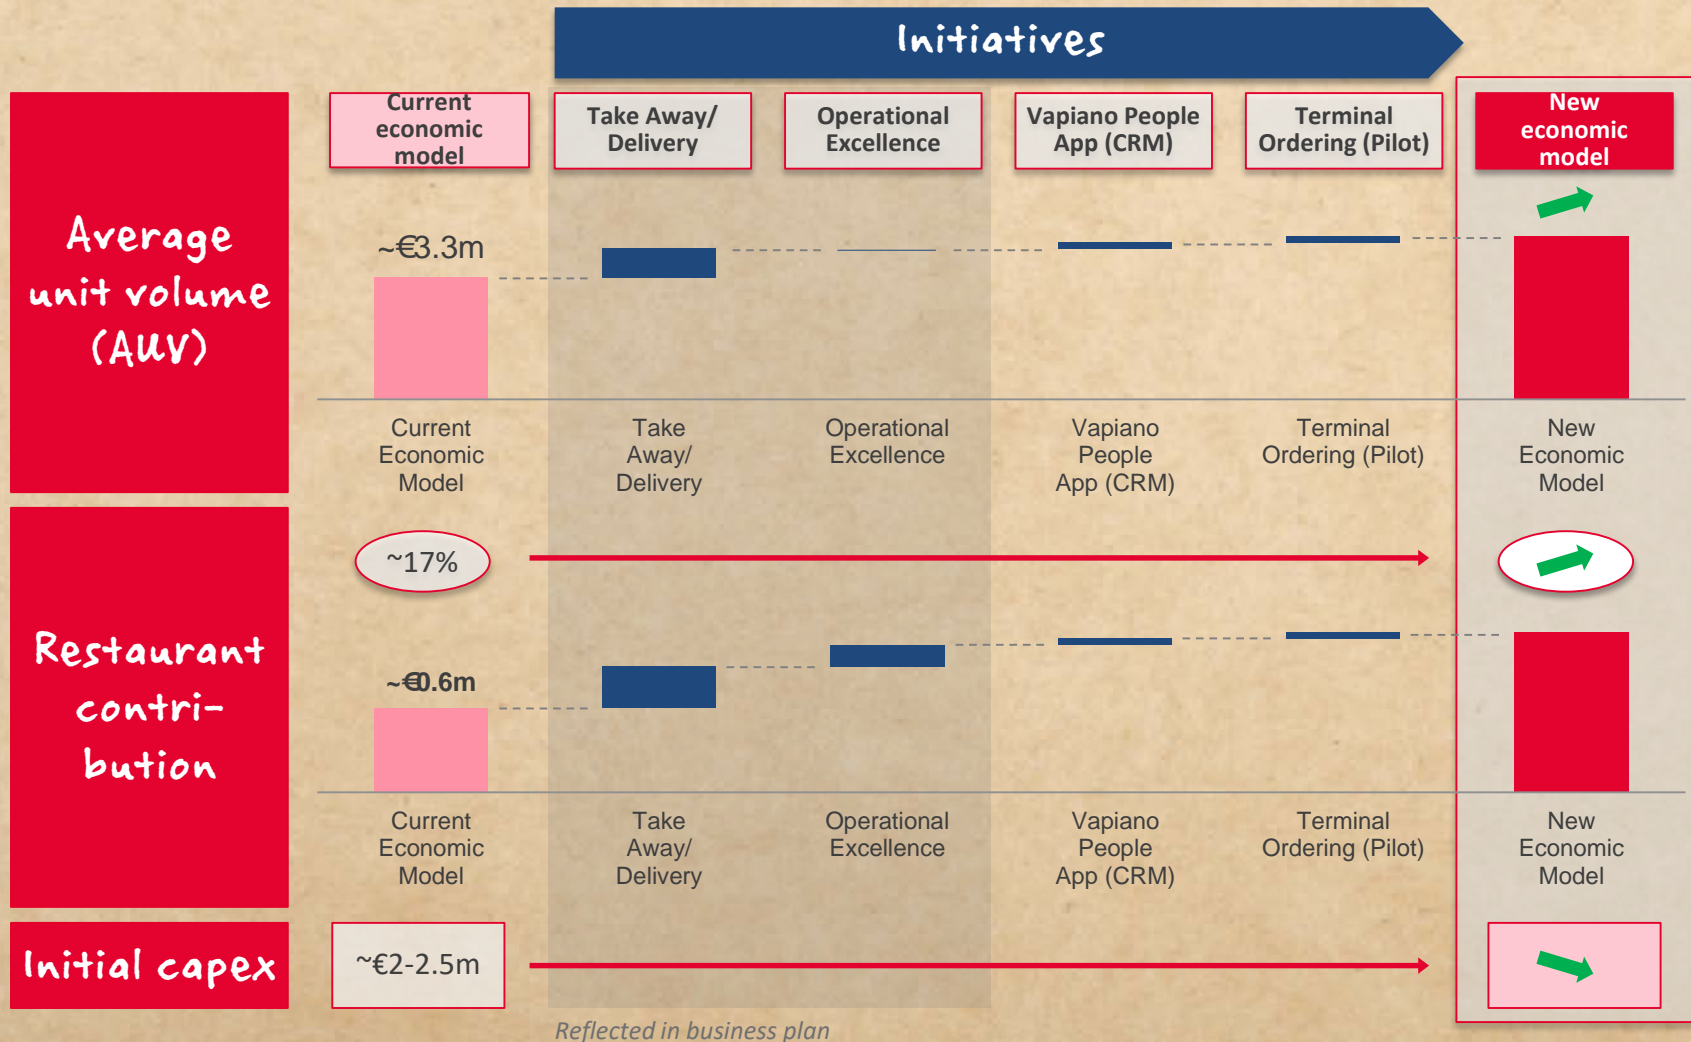 Initiatives
Current
economic
model
Take Away/
Delivery
Operational
Excellence
Vapiano People
App (CRM)
Terminal
Ordering (Pilot)
New
economic
model
Average
unit volume
(AUV)
~€3.3m
Current
Economic
Model
Take
Away/
Delivery
Operational
Excellence
Vapiano
People
App (CRM)
Terminal
Ordering (Pilot)
New
Economic
Model
Restaurant
contri-
bution
~17%
~€0.6m
Current
Economic
Model
Take
Away/
Delivery
Operational
Excellence
Vapiano
People
App (CRM)
Terminal
Ordering (Pilot)
New
Economic
Model
Initial capex
~€2-2.5m
Reflected in business plan